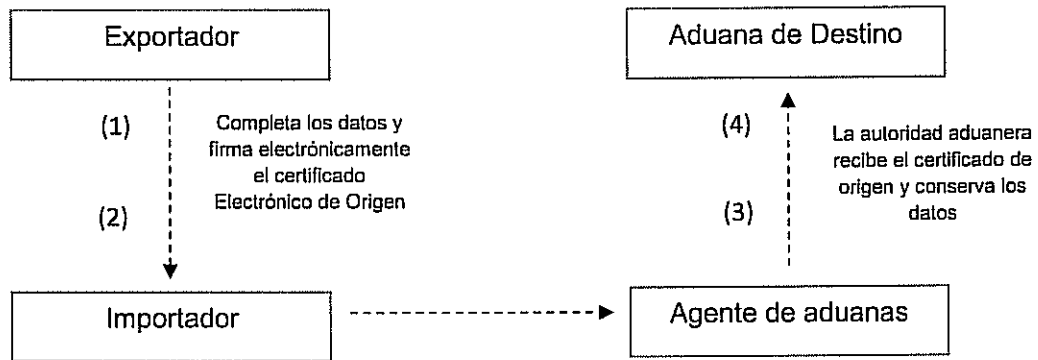 Exportador
Aduana de Destino
(1)
Completa los datos y
firma electrónicamente
el certificado
Electrónico de Origen
(2)
(4)
La autoridad aduanera
recibe el certificado de
origen y conserva los
datos
(3)
Importador
Agente de aduanas